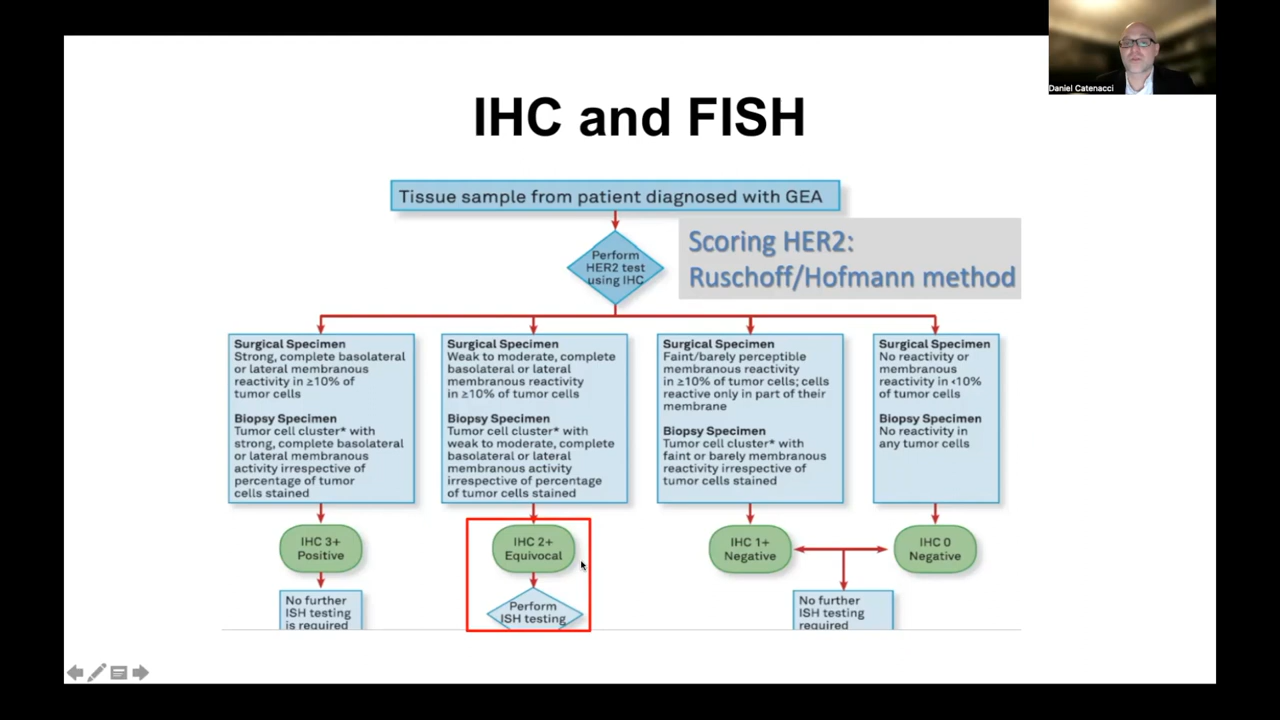 Daniel Catenacci
IHC and FISH
Tissue sample from patient diagnosed with GEA
Perform
HER2 test
using IHC
Scoring HER2:
Ruschoff/Hofmann method
Surgical Specimen
Strong, complete basolateral
or lateral membranous
reactivity in ≥10% of
tumor cells
Biopsy Specimen
Tumor cell cluster* with
strong, complete basolateral
or lateral membranous
activity irrespective of
percentage of tumor
cells stained
Surgical Specimen
Weak to moderate, complete
basolateral or lateral
membranous reactivity
in ≥10% of tumor cells
Biopsy Specimen
Tumor cell cluster* with
weak to moderate, complete
basolateral or lateral
membranous activity
irrespective of percentage
of tumor cells stained
Surgical Specimen
Faint/barely perceptible
membranous reactivity
in ≥10% of tumor cells; cells
reactive only in part of their
membrane
Biopsy Specimen
Tumor cell cluster* with
faint or barely membranous
reactivity irrespective of
tumor cells stained
Surgical Specimen
No reactivity or
membranous
reactivity in <10%
of tumor cells
Biopsy Specimen
No reactivity in
any tumor cells
IHC 3+
Positive
IHC 2+
Equivocal
IHC 1+
Negative
IHC 0
Negative
No further
ISH testing
is required
Perform
ISH testing
No further
ISH testing
required